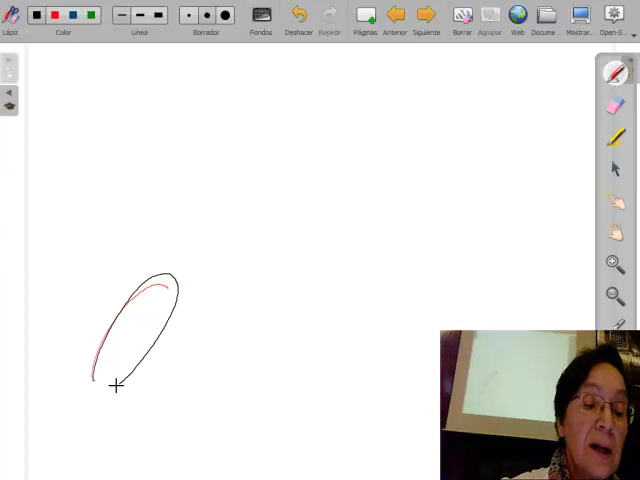 Lápiz Color Línea Borrador Fondos Deshacer Repetir Páginas Anterior Siguiente Borrar Agrupar Web Docume... Mostrar... Open-S...